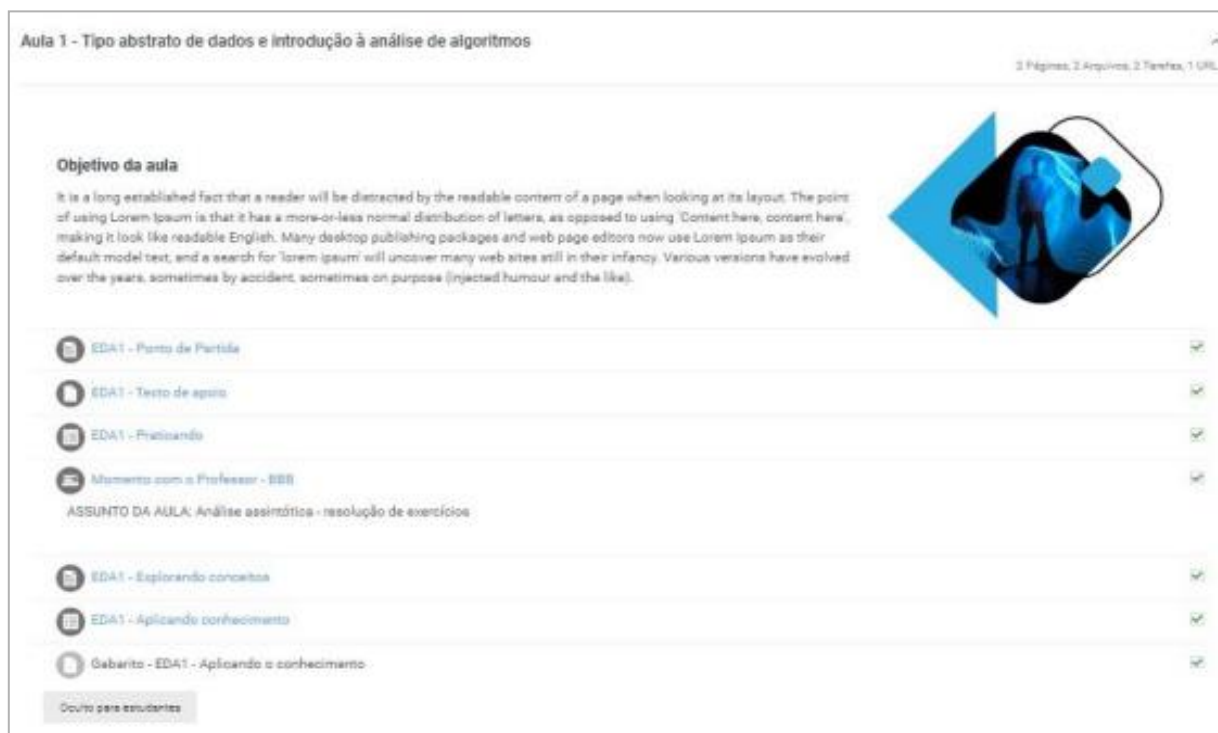 Aula 1 - Tipo abstrato de dados e introdução à análise de algoritmos
2 Páginas, 2 Arquivos, 2 Tarefas, 1 URL
Objetivo da aula
It is a long established fact that a reader will be distracted by the readable content of a page when looking at its layout. The point
of using Lorem Ipsum is that it has a more-or-less normal distribution of letters, as opposed to using 'Content here, content here',
making it look like readable English. Many desktop publishing packages and web page editors now use Lorem Ipsum as their
default model text, and a search for 'lorem ipsum' will uncover many web sites still in their infancy. Various versions have evolved
over the years, sometimes by accident, sometimes on purpose (injected humour and the like).
EDA1 - Ponto de Partida
EDA1 - Texto de apoio
EDA1 - Praticando
Momento com o Professor - BBB
ASSUNTO DA AULA: Análise assintótica - resolução de exercícios
EDA1 - Explorando conceitos
EDA1 - Aplicando conhecimento
Gabarito - EDA1 - Aplicando o conhecimento
Oculto para estudantes